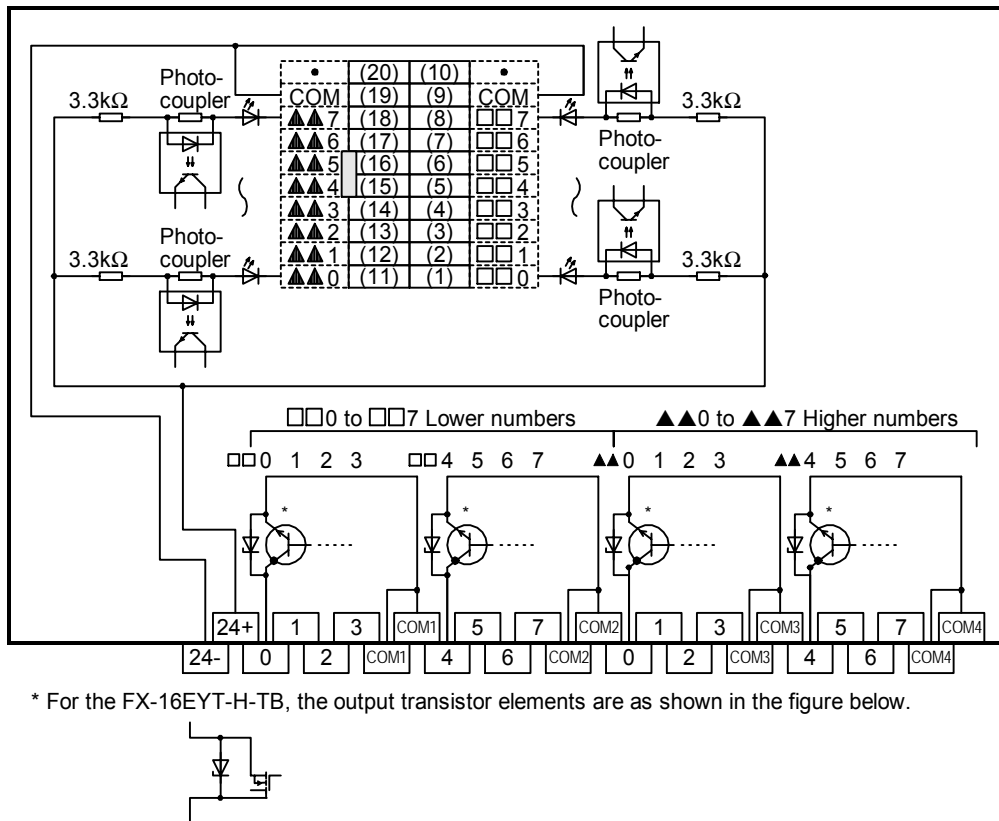 Photo-
coupler
3.3kΩ
• (20) (10) •
COM (19) (9) COM
▲▲7 (18) (8) □□7
▲▲6 (17) (7) □□6
▲▲5 (16) (6) □□5
▲▲4 (15) (5) □□4
▲▲3 (14) (4) □□3
▲▲2 (13) (3) □□2
▲▲1 (12) (2) □□1
▲▲0 (11) (1) □□0
Photo-
coupler
3.3kΩ
3.3kΩ
Photo-
coupler
Photo-
coupler
3.3kΩ
□□0 to □□7 Lower numbers ▲▲0 to ▲▲7 Higher numbers
□□0 1 2 3 □□4 5 6 7 ▲▲0 1 2 3 ▲▲4 5 6 7
* * * *
24+ 1 3 COM1 5 7 COM2 1 3 COM3 5 7 COM4
24- 0 2 COM1 4 6 COM2 0 2 COM3 4 6 COM4
* For the FX-16EYT-H-TB, the output transistor elements are as shown in the figure below.